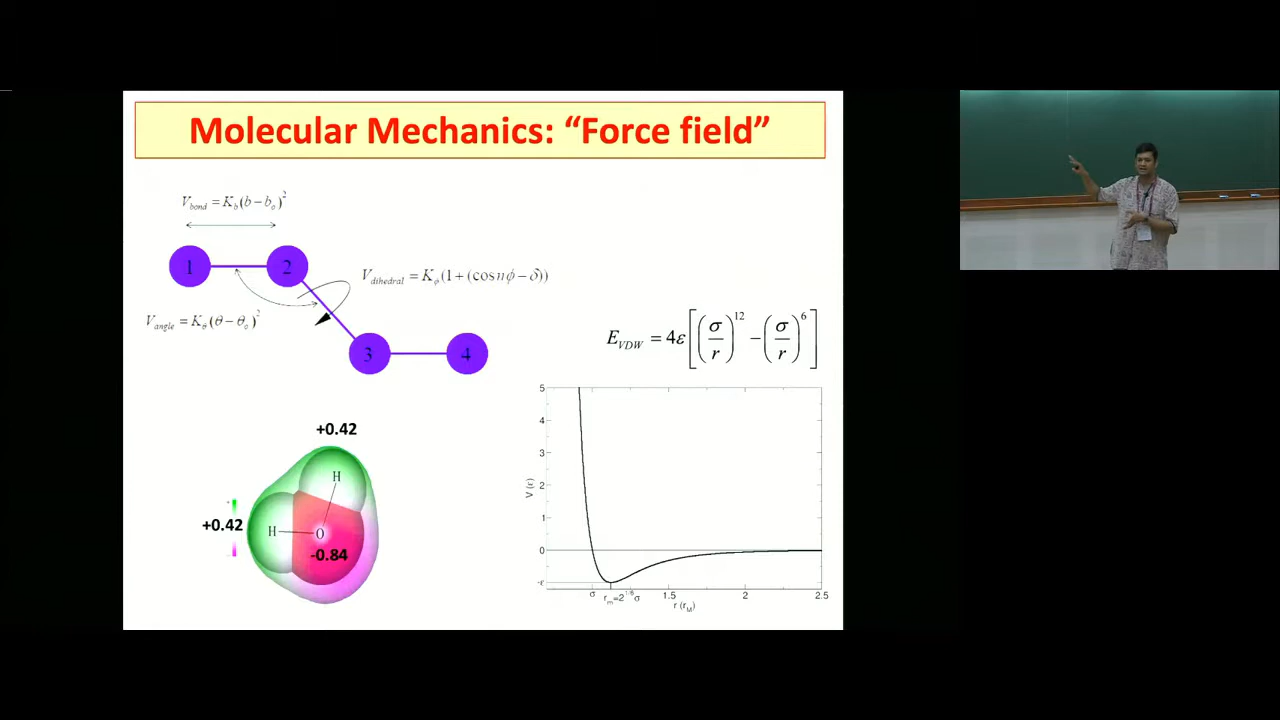 Molecular Mechanics: “Force field”
V_bond = K_b(b−b_o)^2
1
2
V_dihedral = K_ϕ(1+(cos nϕ−δ))
V_angle = K_θ(θ−θ_o)^2
3
4
E_VDW = 4ε[(σ/r)^12 − (σ/r)^6]
+0.42
H
+0.42
H
O
-0.84
5
4
3
2
1
0
-ε
V (r)
σ
r_m=2^1/6σ
1.5
2
2.5
r (r_M)